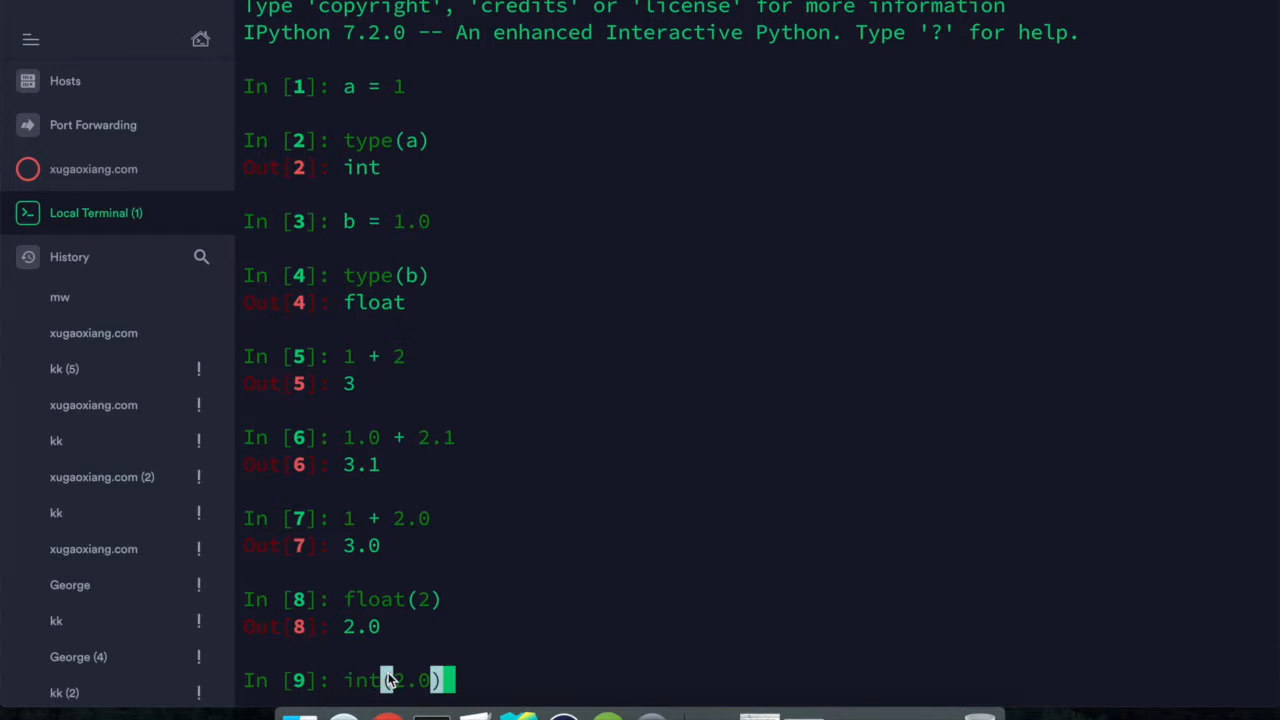 Type 'copyright', 'credits' or 'license' for more information
IPython 7.2.0 -- An enhanced Interactive Python. Type '?' for help.
In [1]: a = 1
In [2]: type(a)
Out[2]: int
In [3]: b = 1.0
In [4]: type(b)
Out[4]: float
In [5]: 1 + 2
Out[5]: 3
In [6]: 1.0 + 2.1
Out[6]: 3.1
In [7]: 1 + 2.0
Out[7]: 3.0
In [8]: float(2)
Out[8]: 2.0
In [9]: int(2.0)
Hosts
Port Forwarding
xugaoxiang.com
Local Terminal (1)
History
mw
xugaoxiang.com
kk (5) !
xugaoxiang.com !
kk !
xugaoxiang.com (2) !
kk !
xugaoxiang.com !
George !
kk !
George (4) !
kk (2) !